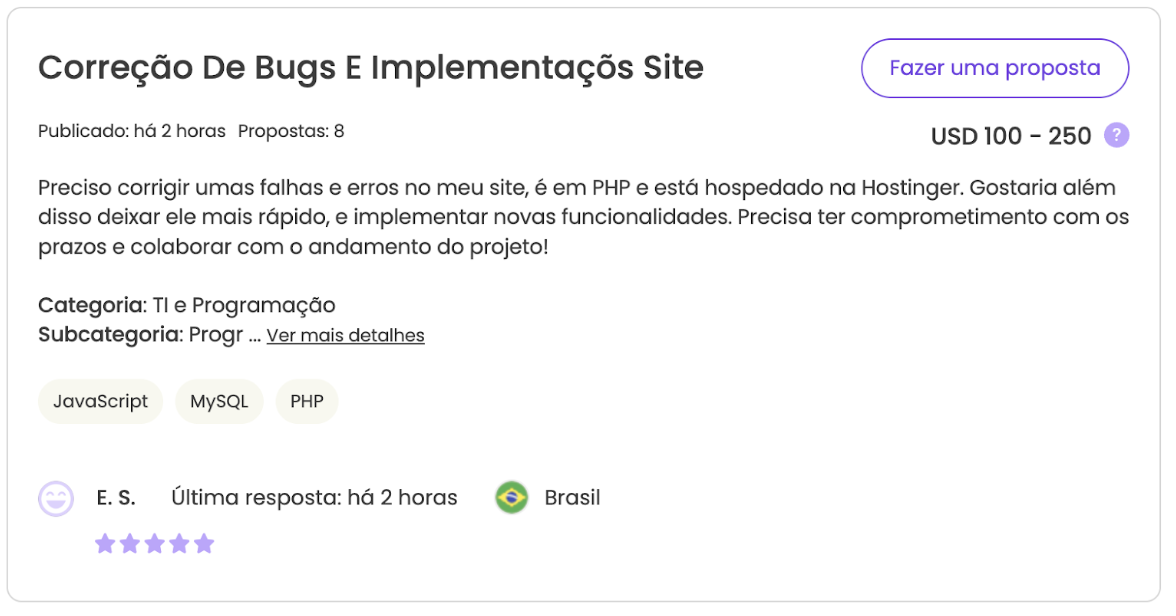 Correção De Bugs E Implementaçõs Site
Fazer uma proposta
Publicado: há 2 horas Propostas: 8
USD 100 - 250 ?
Preciso corrigir umas falhas e erros no meu site, é em PHP e está hospedado na Hostinger. Gostaria além
disso deixar ele mais rápido, e implementar novas funcionalidades. Precisa ter comprometimento com os
prazos e colaborar com o andamento do projeto!
Categoria: TI e Programação
Subcategoria: Progr ... Ver mais detalhes
JavaScript MySQL PHP
E. S. Última resposta: há 2 horas Brasil